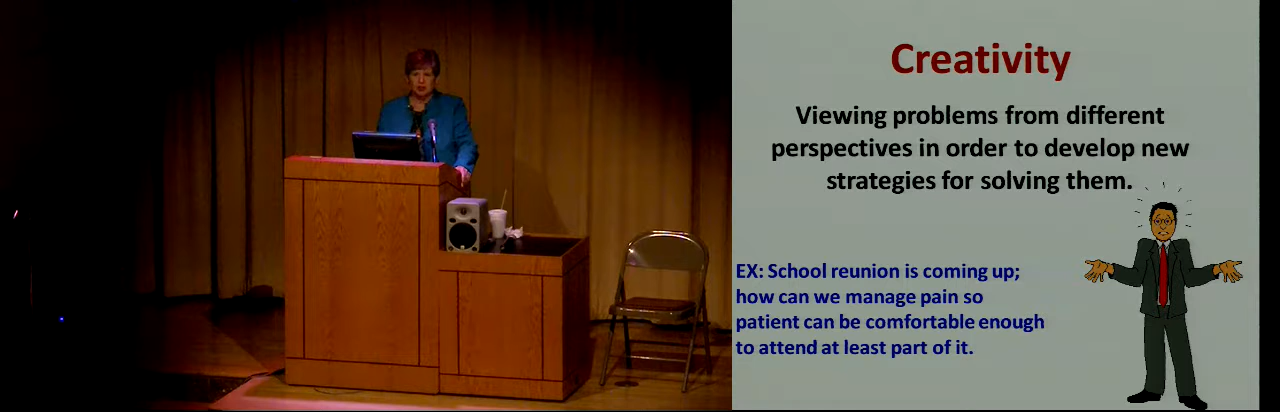 Creativity
Viewing problems from different
perspectives in order to develop new
strategies for solving them.
EX: School reunion is coming up;
how can we manage pain so
patient can be comfortable enough
to attend at least part of it.